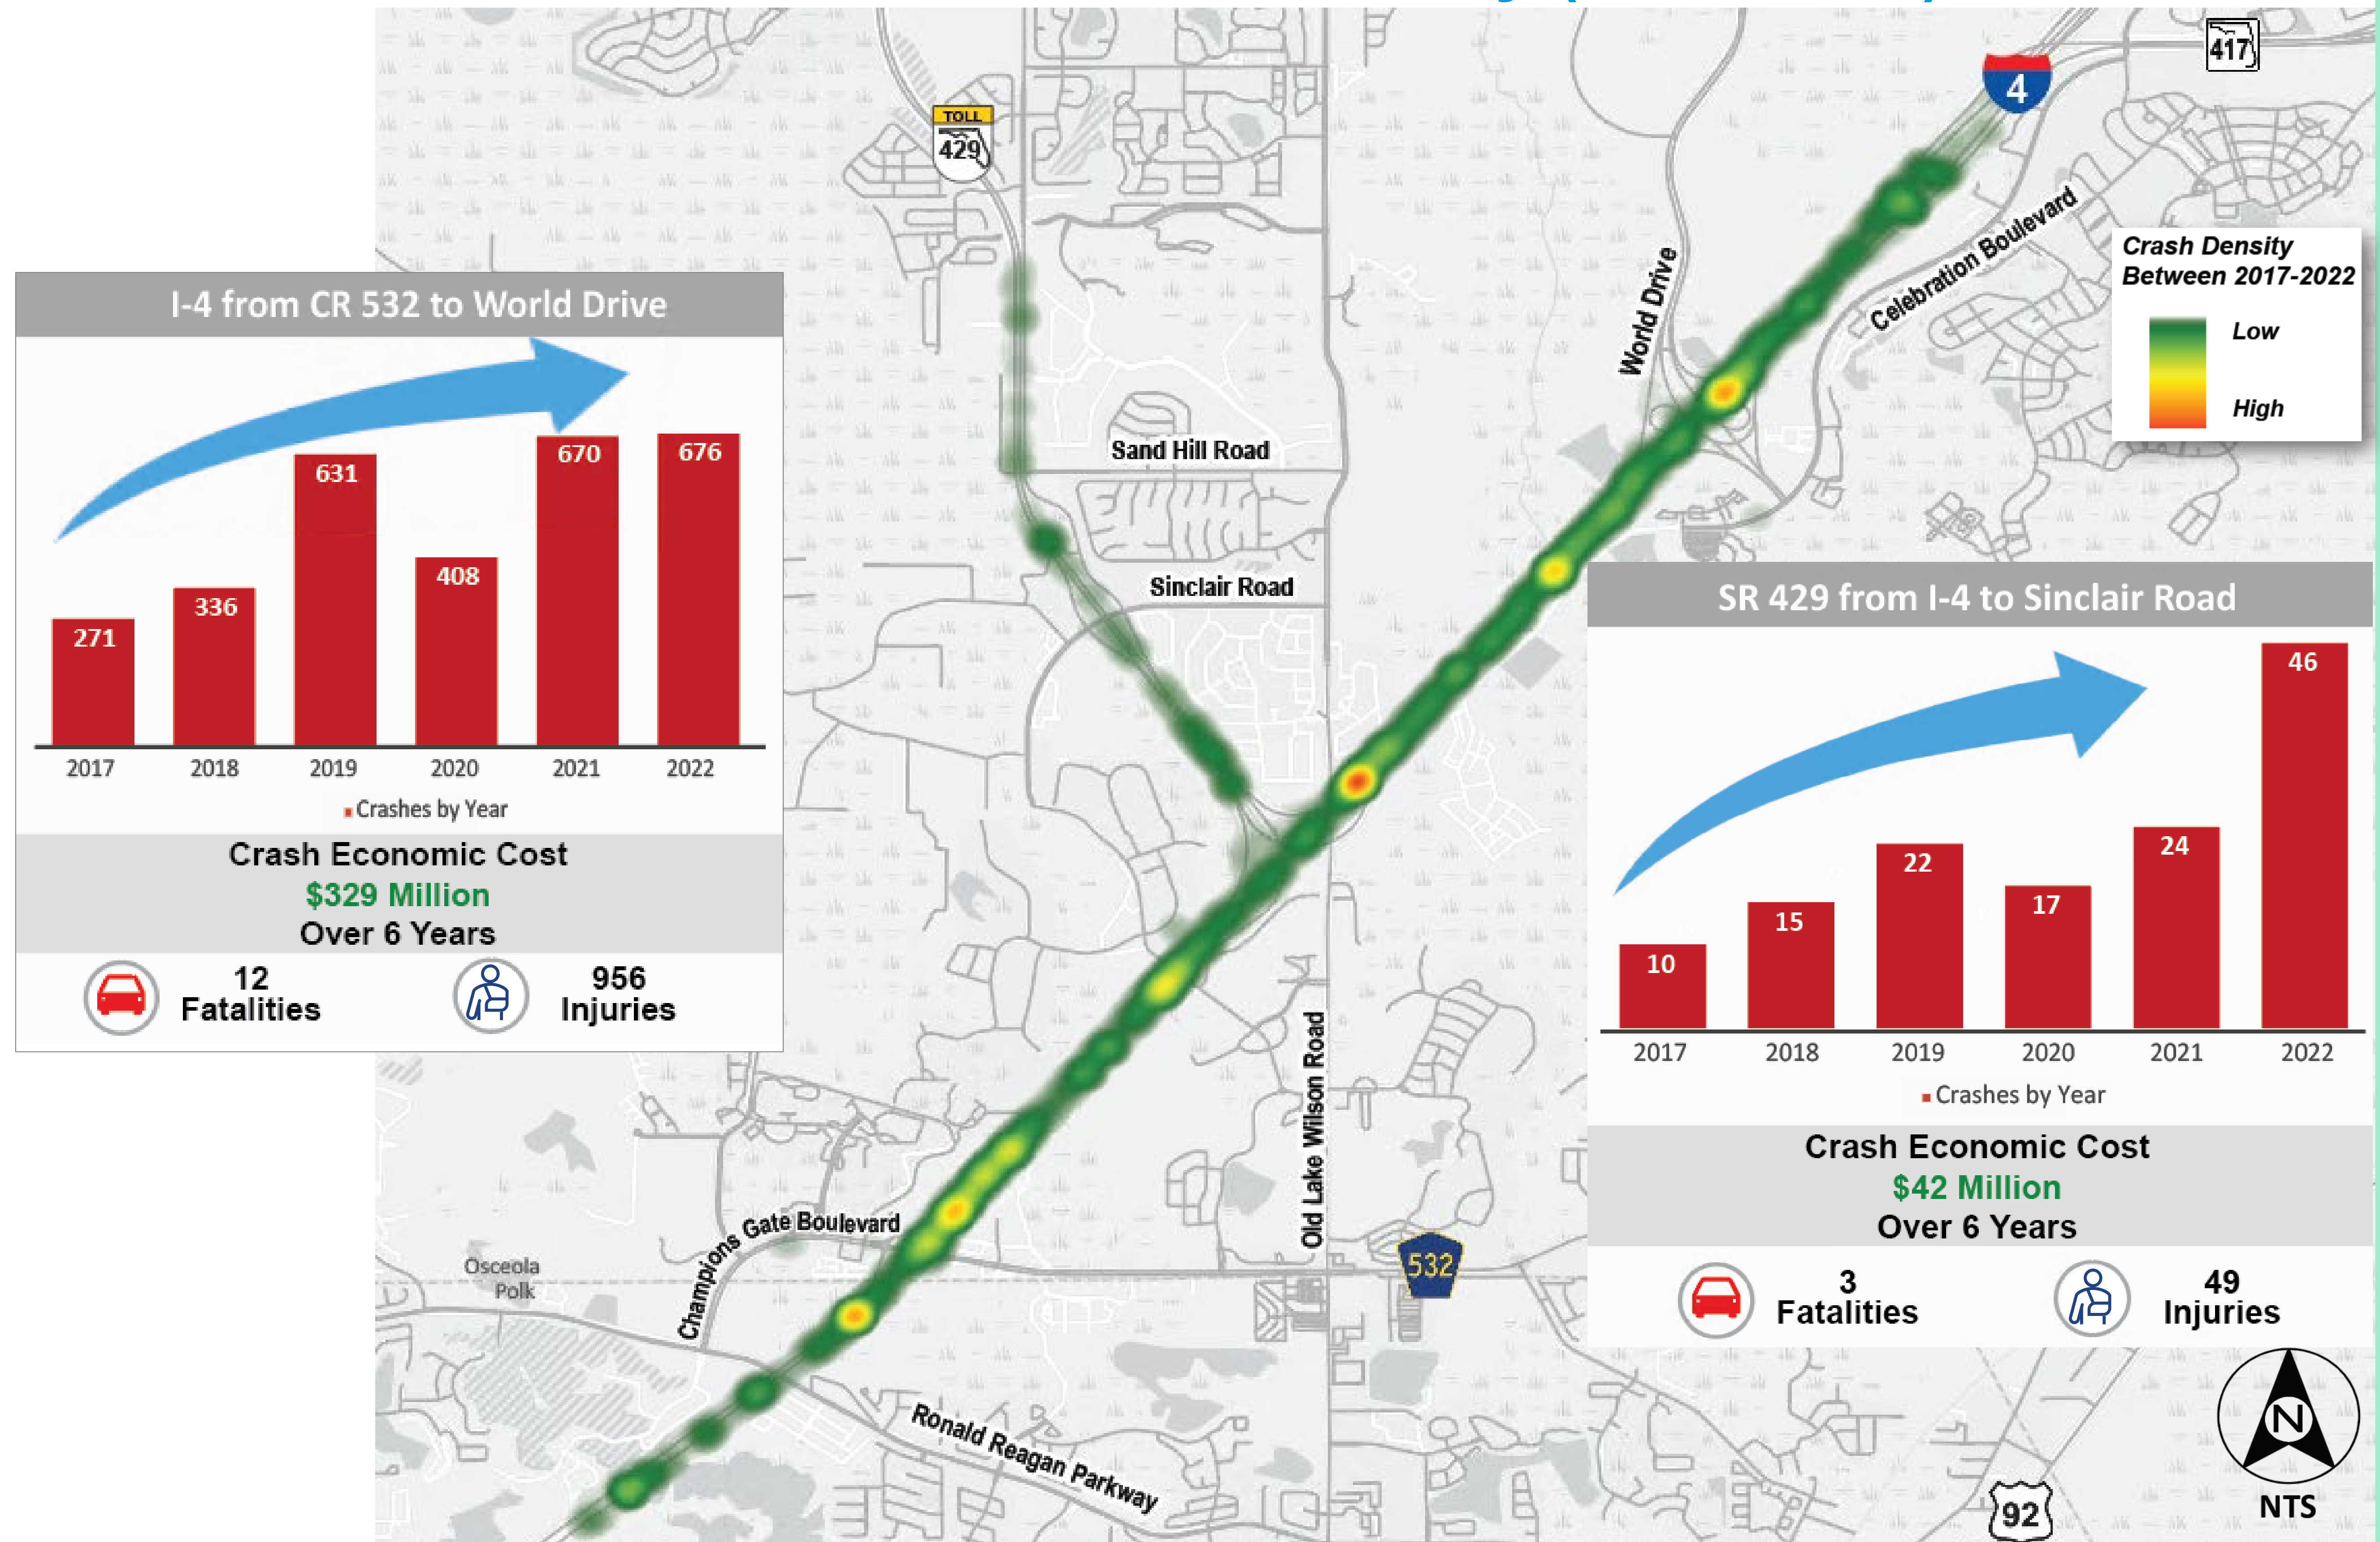 417
4
TOLL
429
World Drive
Celebration Boulevard
Crash Density
Between 2017-2022
Low
High
I-4 from CR 532 to World Drive
271
336
631
408
670
676
2017
2018
2019
2020
2021
2022
Crashes by Year
Crash Economic Cost
$329 Million
Over 6 Years
12
Fatalities
956
Injuries
Sand Hill Road
Sinclair Road
SR 429 from I-4 to Sinclair Road
10
15
22
17
24
46
2017
2018
2019
2020
2021
2022
Crashes by Year
Crash Economic Cost
$42 Million
Over 6 Years
3
Fatalities
49
Injuries
Old Lake Wilson Road
Champions Gate Boulevard
532
Osceola
Polk
Ronald Reagan Parkway
92
N
NTS